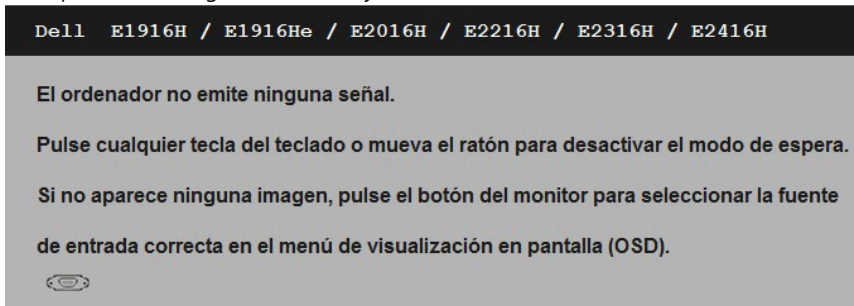 Dell E1916H / E1916He / E2016H / E2216H / E2316H / E2416H
El ordenador no emite ninguna señal.
Pulse cualquier tecla del teclado o mueva el ratón para desactivar el modo de espera.
Si no aparece ninguna imagen, pulse el botón del monitor para seleccionar la fuente
de entrada correcta en el menú de visualización en pantalla (OSD).